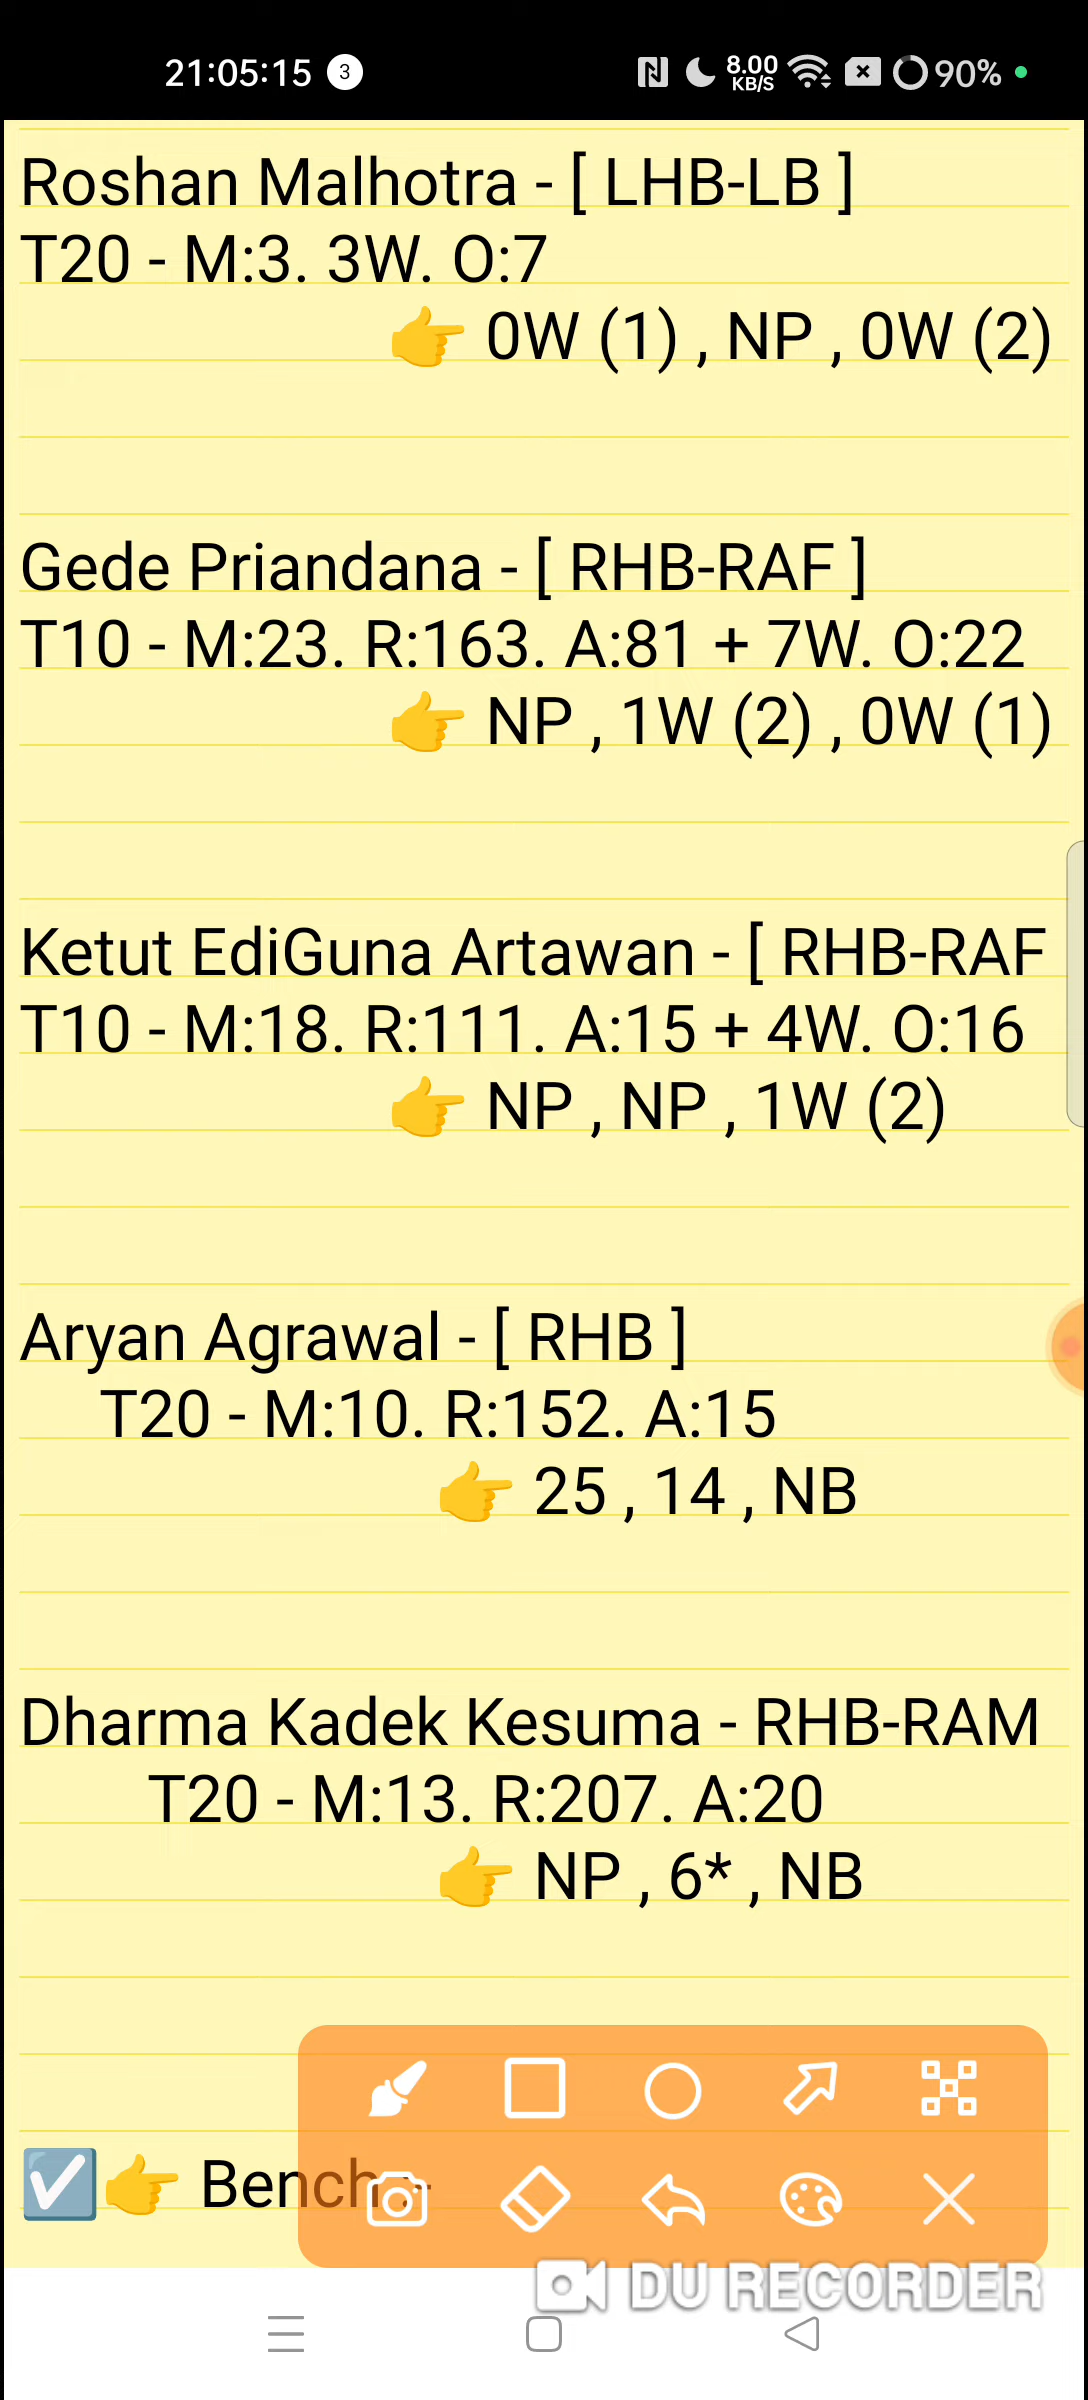 21:05:15 3 8.00 KB/S 90%
Roshan Malhotra - [ LHB-LB ]
T20 - M:3. 3W. O:7
👉 0W (1) , NP , 0W (2)
Gede Priandana - [ RHB-RAF ]
T10 - M:23. R:163. A:81 + 7W. O:22
👉 NP , 1W (2) , 0W (1)
Ketut EdiGuna Artawan - [ RHB-RAF
T10 - M:18. R:111. A:15 + 4W. O:16
👉 NP , NP , 1W (2)
Aryan Agrawal - [ RHB ]
T20 - M:10. R:152. A:15
👉 25 , 14 , NB
Dharma Kadek Kesuma - RHB-RAM
T20 - M:13. R:207. A:20
👉 NP , 6* , NB
☑️👉 Bench
DU RECORDER